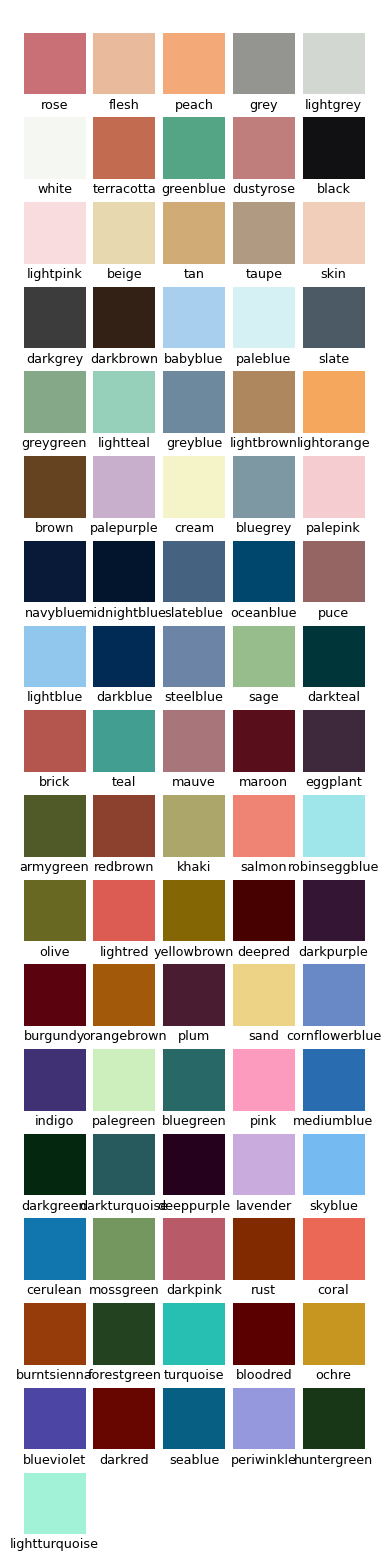 rose flesh peach grey lightgrey
white terracotta greenblue dustyrose black
lightpink beige tan taupe skin
darkgrey darkbrown babyblue paleblue slate
greygreen lightteal greyblue lightbrown lightorange
brown palepurple cream bluegrey palepink
navyblue midnightblue slateblue oceanblue puce
lightblue darkblue steelblue sage darkteal
brick teal mauve maroon eggplant
armygreen redbrown khaki salmon robinseggblue
olive lightred yellowbrown deepred darkpurple
burgundy orangebrown plum sand cornflowerblue
indigo palegreen bluegreen pink mediumblue
darkgreen darkturquoise deeppurple lavender skyblue
cerulean mossgreen darkpink rust coral
burntsienna forestgreen turquoise bloodred ochre
blueviolet darkred seablue periwinkle huntergreen
lightturquoise